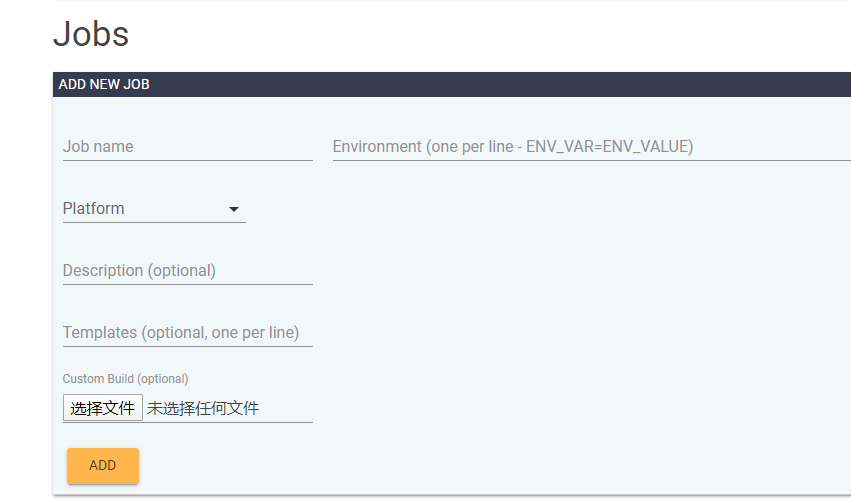 Jobs
ADD NEW JOB
Job name
Environment (one per line - ENV_VAR=ENV_VALUE)
Platform
Description (optional)
Templates (optional, one per line)
Custom Build (optional)
选择文件 未选择任何文件
ADD